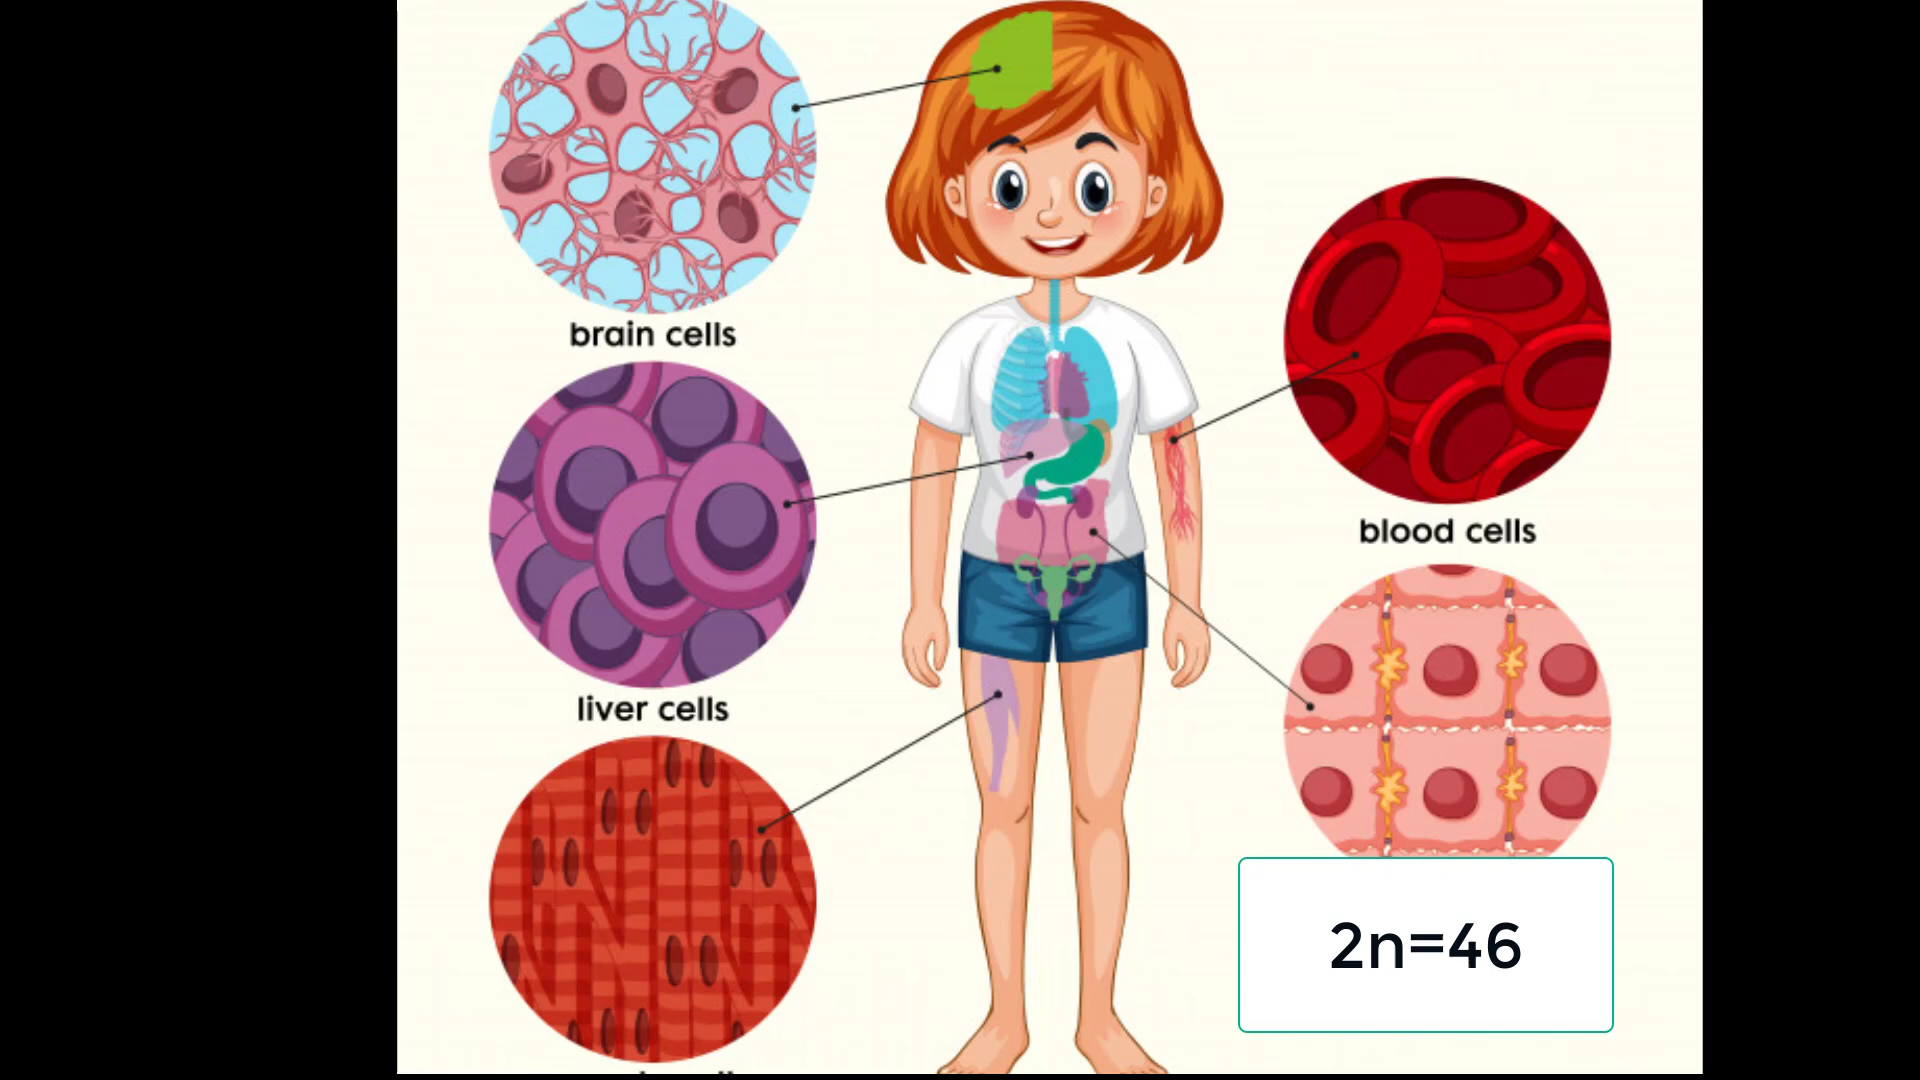 brain cells
blood cells
liver cells
2n=46